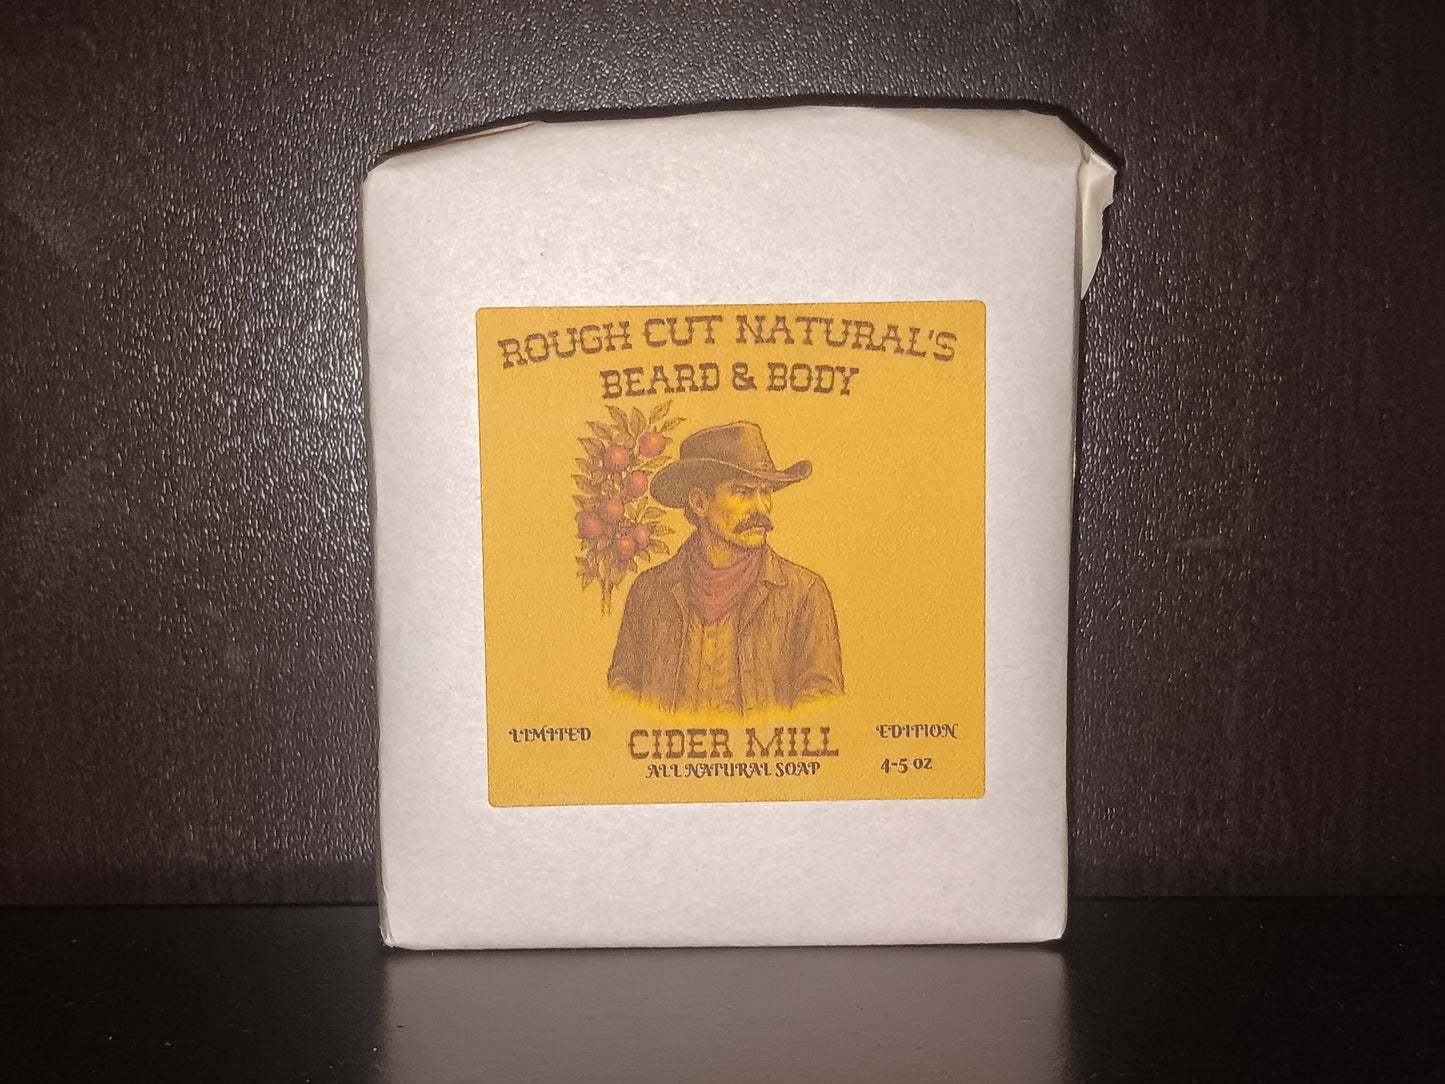 ROUGH CUT NATURAL'S
BEARD & BODY
LIMITED
EDITION
CIDER MILL
ALL NATURAL SOAP
4-5 oz